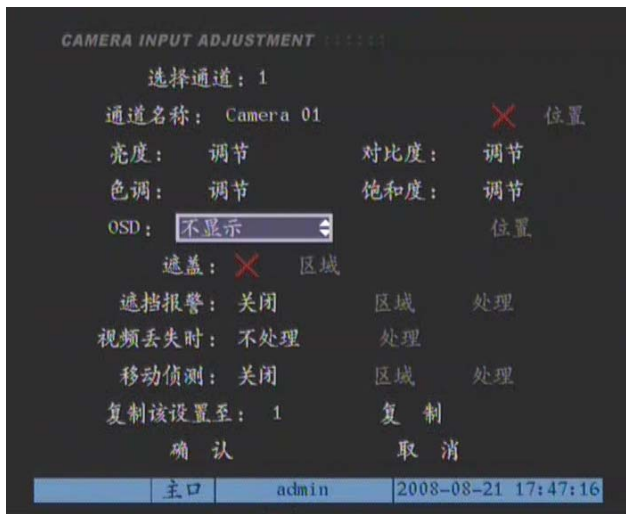 CAMERA INPUT ADJUSTMENT ::::::
选择通道：1
通道名称： Camera 01 位置
亮度： 调节 对比度： 调节
色调： 调节 饱和度： 调节
OSD： 不显示 位置
遮盖： 区域
遮挡报警： 关闭 区域 处理
视频丢失时： 不处理 处理
移动侦测： 关闭 区域 处理
复制该设置至： 1 复 制
确 认 取 消
主口 admin 2008-08-21 17:47:16